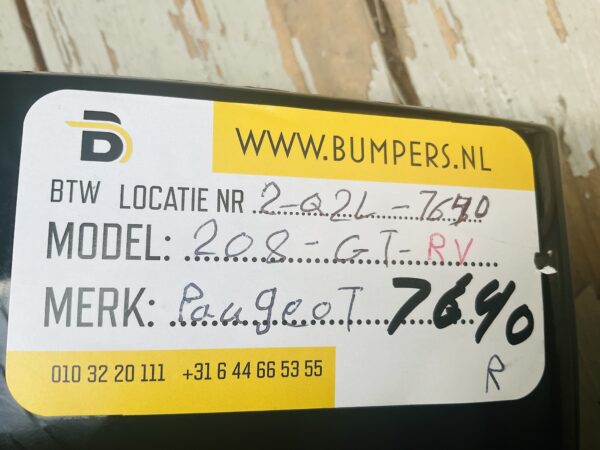 B
WWW.BUMPERS.NL
BTW LOCATIE NR 2-Q2L-7640
MODEL: 208-GT-RV
MERK: PaugeoT 7640
010 32 20 111 +31 6 44 66 53 55
R